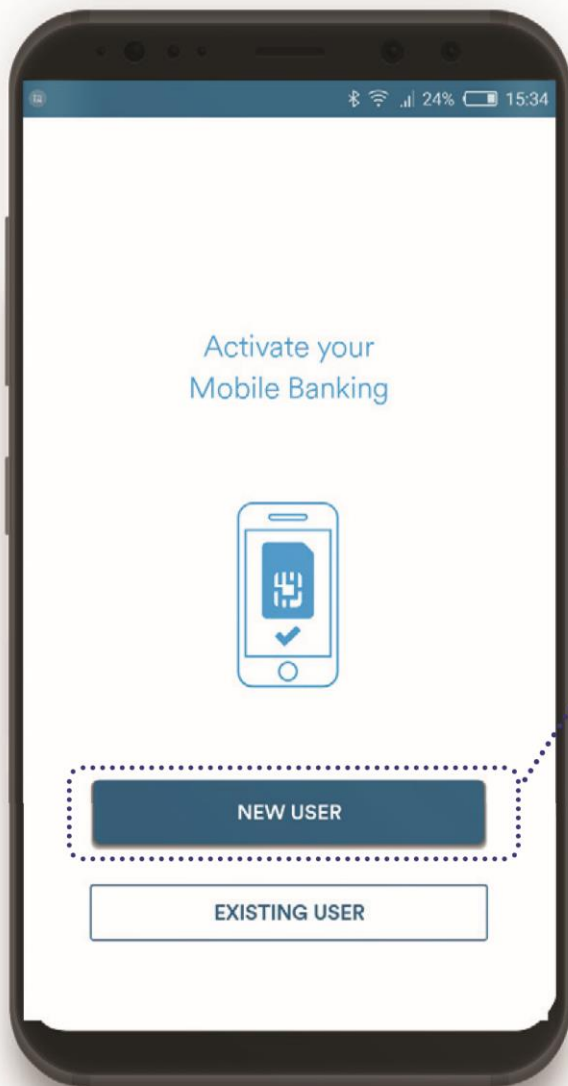 24% 15:34
Activate your
Mobile Banking
NEW USER
EXISTING USER